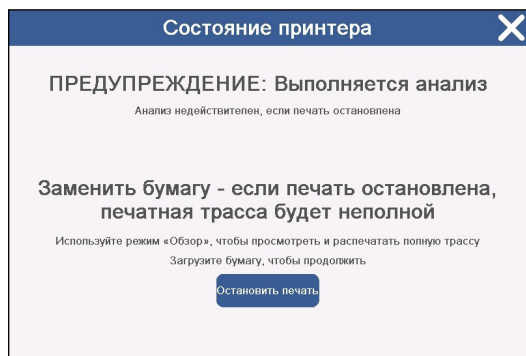 Состояние принтера
ПРЕДУПРЕЖДЕНИЕ: Выполняется анализ
Анализ недействителен, если печать остановлена
Заменить бумагу - если печать остановлена,
печатная трасса будет неполной
Используйте режим «Обзор», чтобы просмотреть и распечатать полную трассу
Загрузите бумагу, чтобы продолжить
Остановить печать